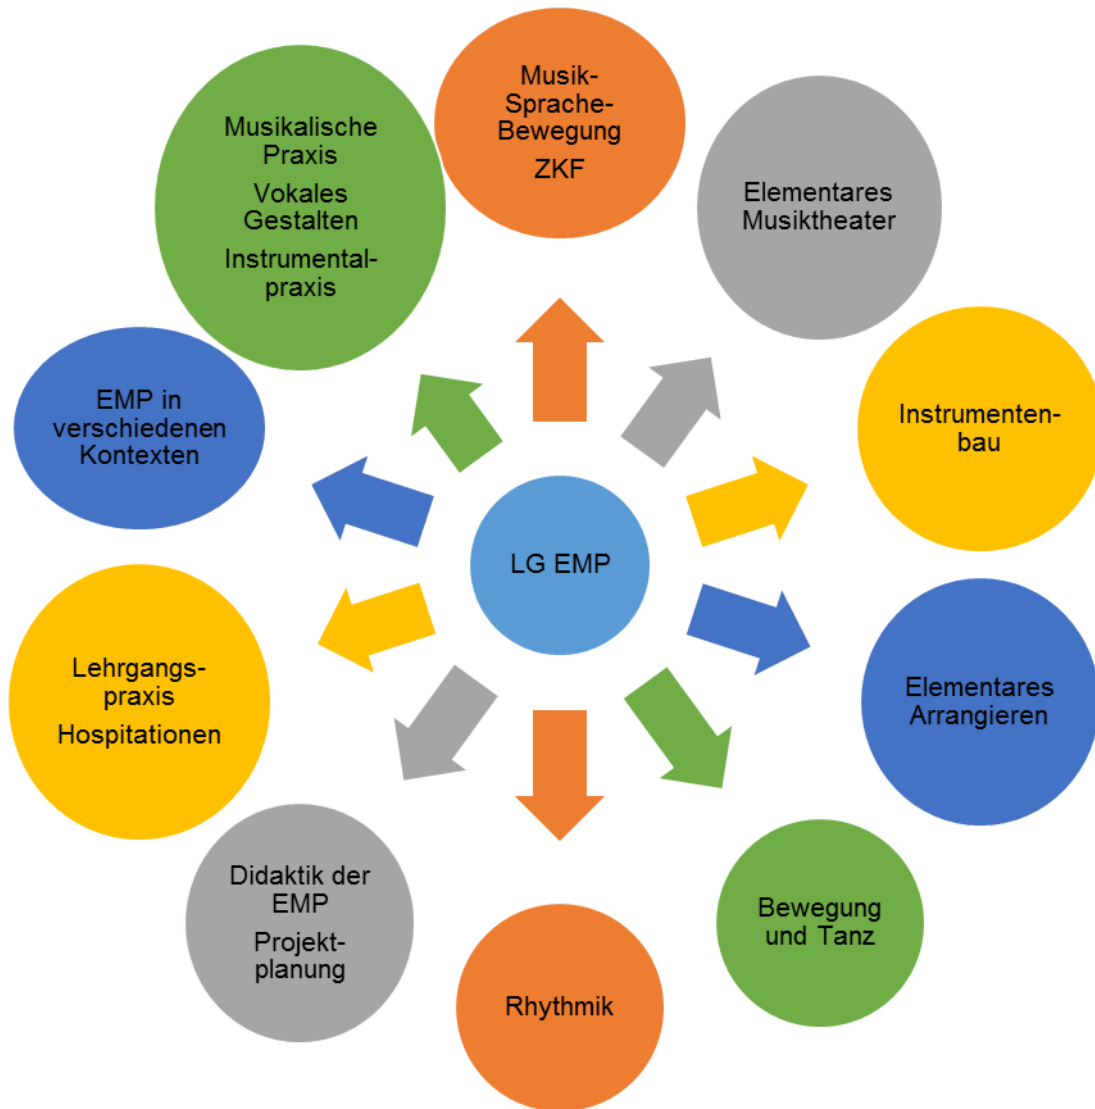 Musik-
Sprache-
Bewegung
ZKF
Elementares
Musiktheater
Instrumenten-
bau
Elementares
Arrangieren
Bewegung
und Tanz
Rhythmik
Didaktik der
EMP
Projekt-
planung
Lehrgangs-
praxis
Hospitationen
EMP in
verschiedenen
Kontexten
Musikalische
Praxis
Vokales
Gestalten
Instrumental-
praxis
LG EMP